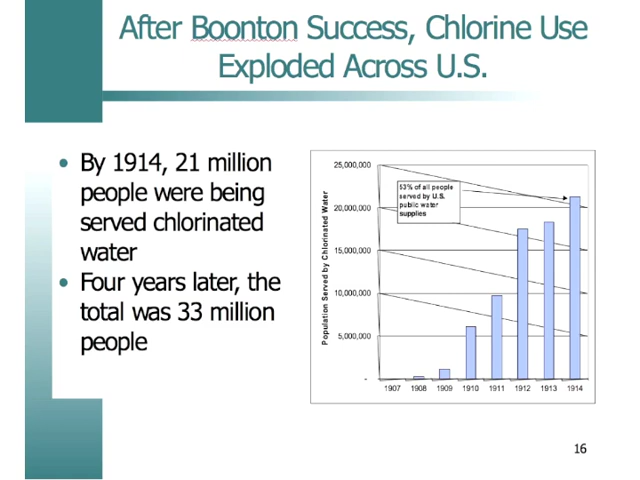 After Boonton Success, Chlorine Use
Exploded Across U.S.
• By 1914, 21 million
people were being
served chlorinated
water
• Four years later, the
total was 33 million
people
Population Served by Chlorinated Water
25,000,000
20,000,000
15,000,000
10,000,000
5,000,000
-
53% of all people
served by U.S.
public water
supplies
1907 1908 1909 1910 1911 1912 1913 1914
16